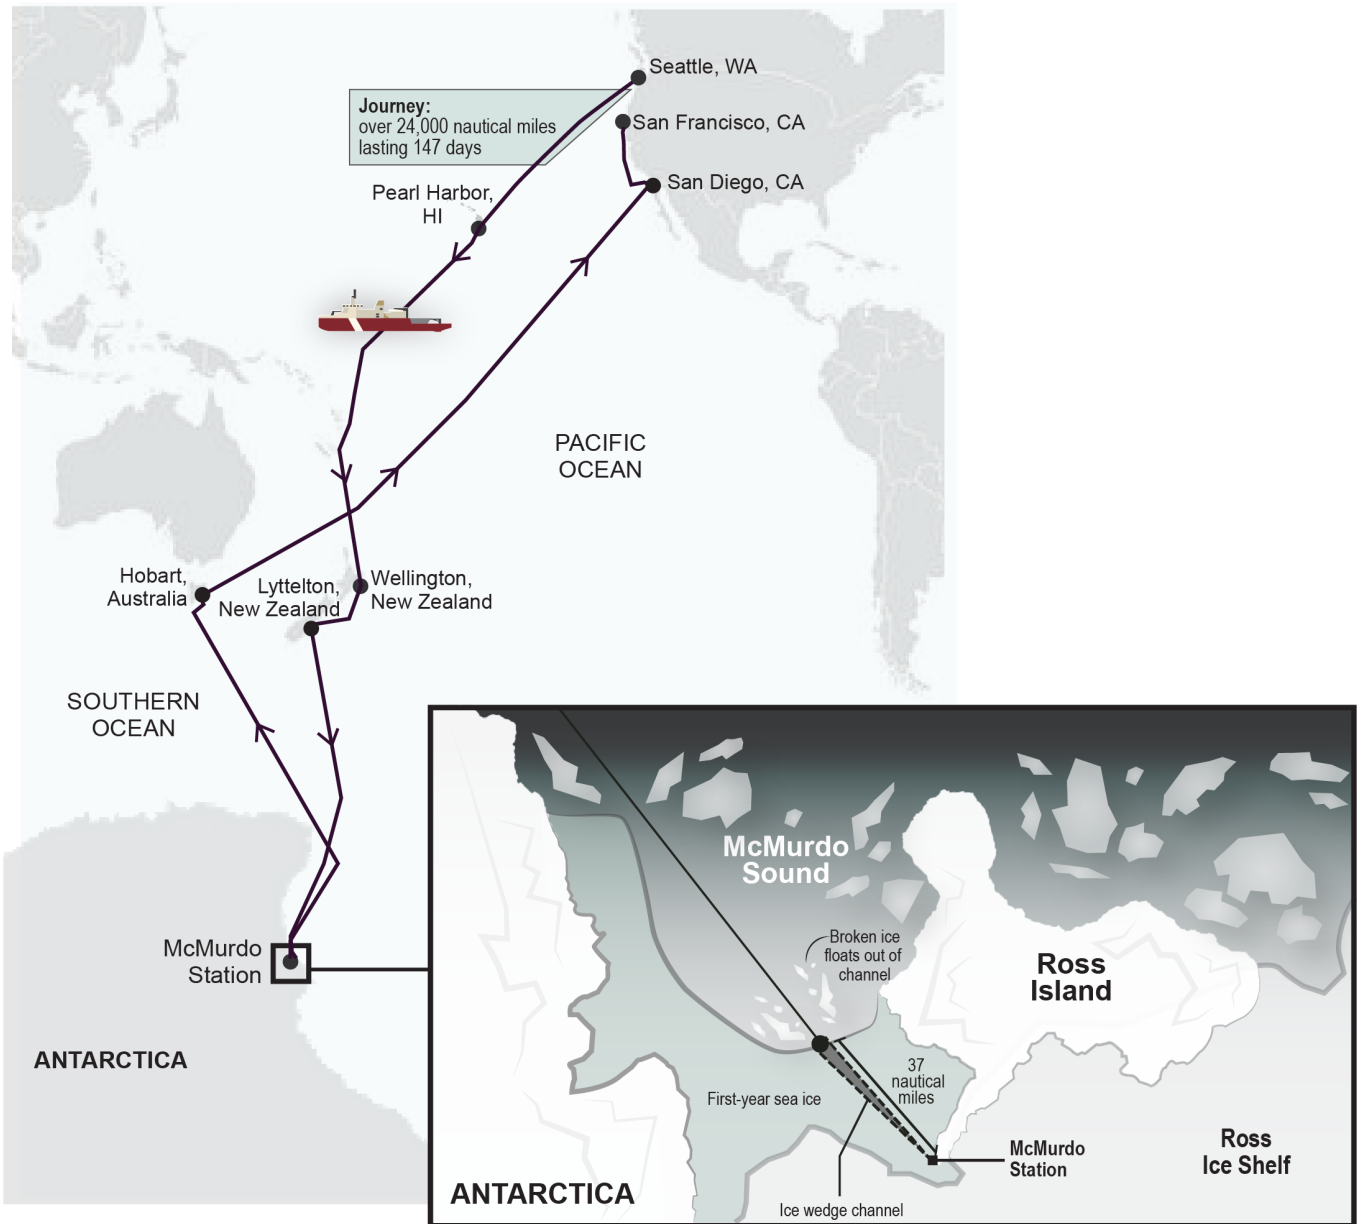 Seattle, WA
Journey:
over 24,000 nautical miles
lasting 147 days
San Francisco, CA
San Diego, CA
Pearl Harbor,
HI
PACIFIC
OCEAN
Hobart,
Australia
Lyttelton,
New Zealand
Wellington,
New Zealand
SOUTHERN
OCEAN
McMurdo
Station
ANTARCTICA
McMurdo
Sound
Broken ice
floats out of
channel
Ross
Island
37
nautical
miles
First-year sea ice
McMurdo
Station
Ross
Ice Shelf
ANTARCTICA
Ice wedge channel